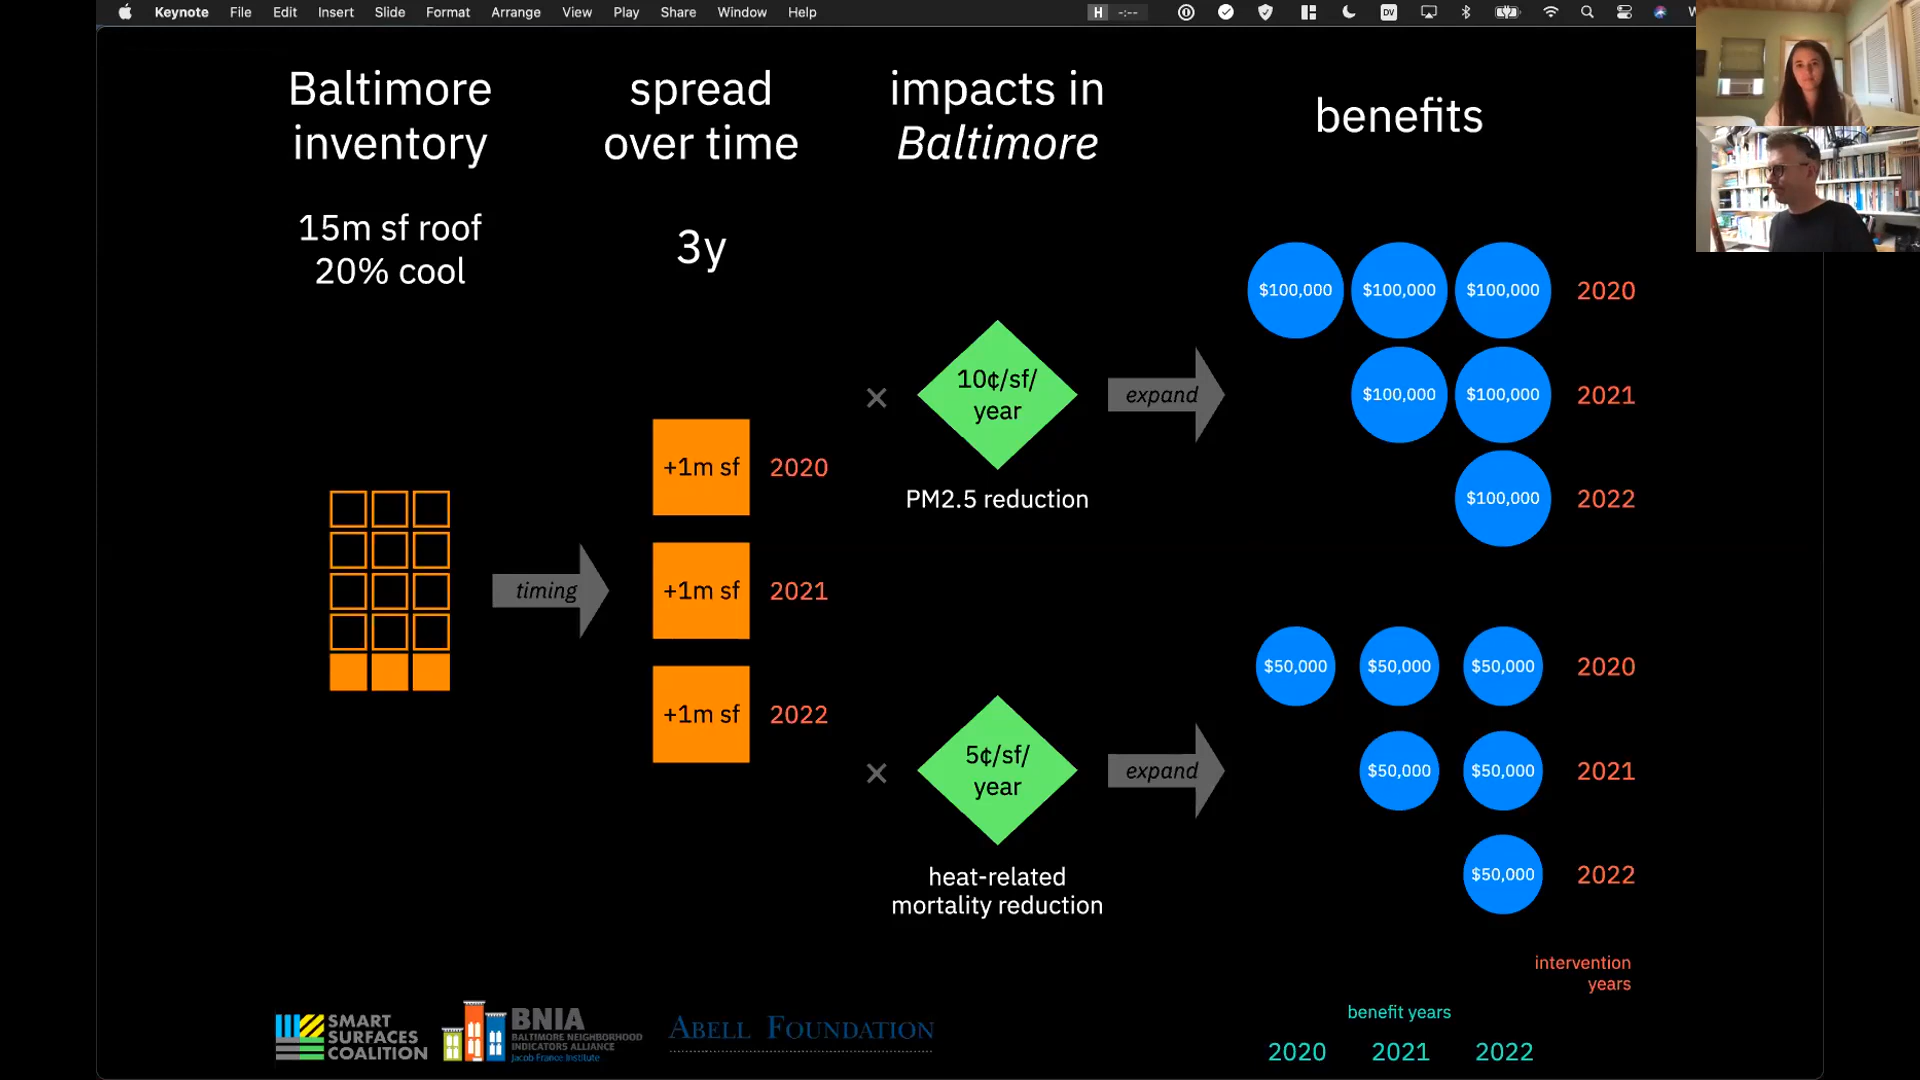 Keynote File Edit Insert Slide Format Arrange View Play Share Window Help
H -:--
DV
Baltimore
inventory
15m sf roof
20% cool
timing
spread
over time
3y
+1m sf 2020
+1m sf 2021
+1m sf 2022
impacts in
Baltimore
×
10¢/sf/
year
PM2.5 reduction
expand
×
5¢/sf/
year
heat-related
mortality reduction
expand
benefits
$100,000 $100,000 $100,000 2020
$100,000 $100,000 2021
$100,000 2022
$50,000 $50,000 $50,000 2020
$50,000 $50,000 2021
$50,000 2022
intervention
years
benefit years
2020 2021 2022
SMART
SURFACES
COALITION
BNIA
BALTIMORE NEIGHBORHOOD
INDICATORS ALLIANCE
Jacob France Institute
ABELL FOUNDATION